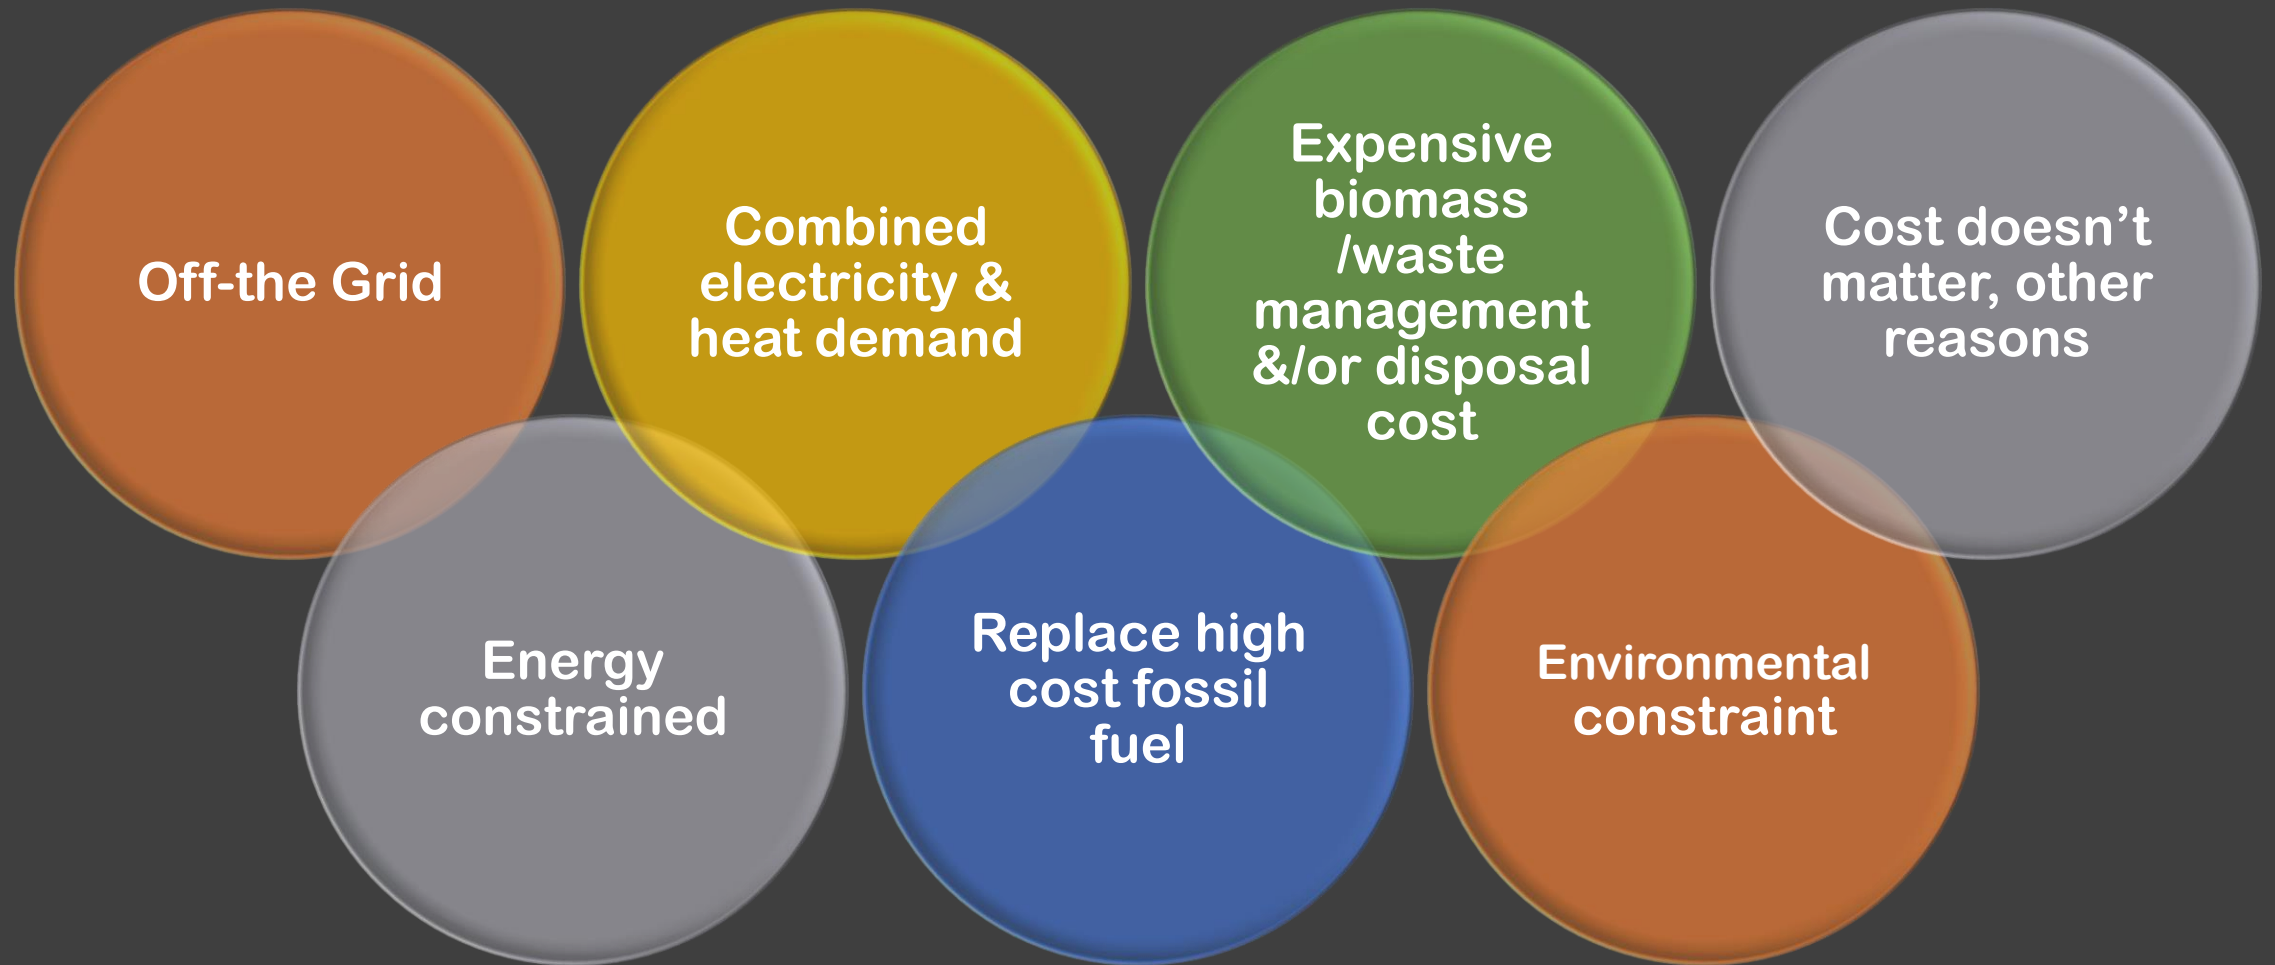 Off-the Grid
Combined
electricity &
heat demand
Expensive
biomass
/waste
management
&/or disposal
cost
Cost doesn’t
matter, other
reasons
Energy
constrained
Replace high
cost fossil
fuel
Environmental
constraint